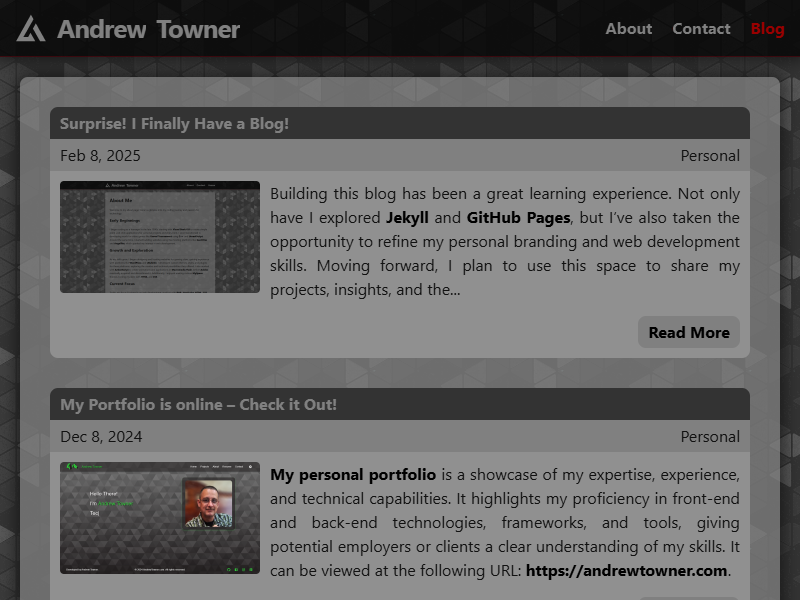 Andrew Towner
About Contact Blog
Surprise! I Finally Have a Blog!
Feb 8, 2025 Personal
Building this blog has been a great learning experience. Not only
have I explored Jekyll and GitHub Pages, but I’ve also taken the
opportunity to refine my personal branding and web development
skills. Moving forward, I plan to use this space to share my
projects, insights, and the...
About Me
Read More
My Portfolio is online – Check it Out!
Dec 8, 2024 Personal
Hello There!
I'm Andrew Towner
My personal portfolio is a showcase of my expertise, experience,
and technical capabilities. It highlights my proficiency in front-end
and back-end technologies, frameworks, and tools, giving
potential employers or clients a clear understanding of my skills. It
can be viewed at the following URL: https://andrewtowner.com.